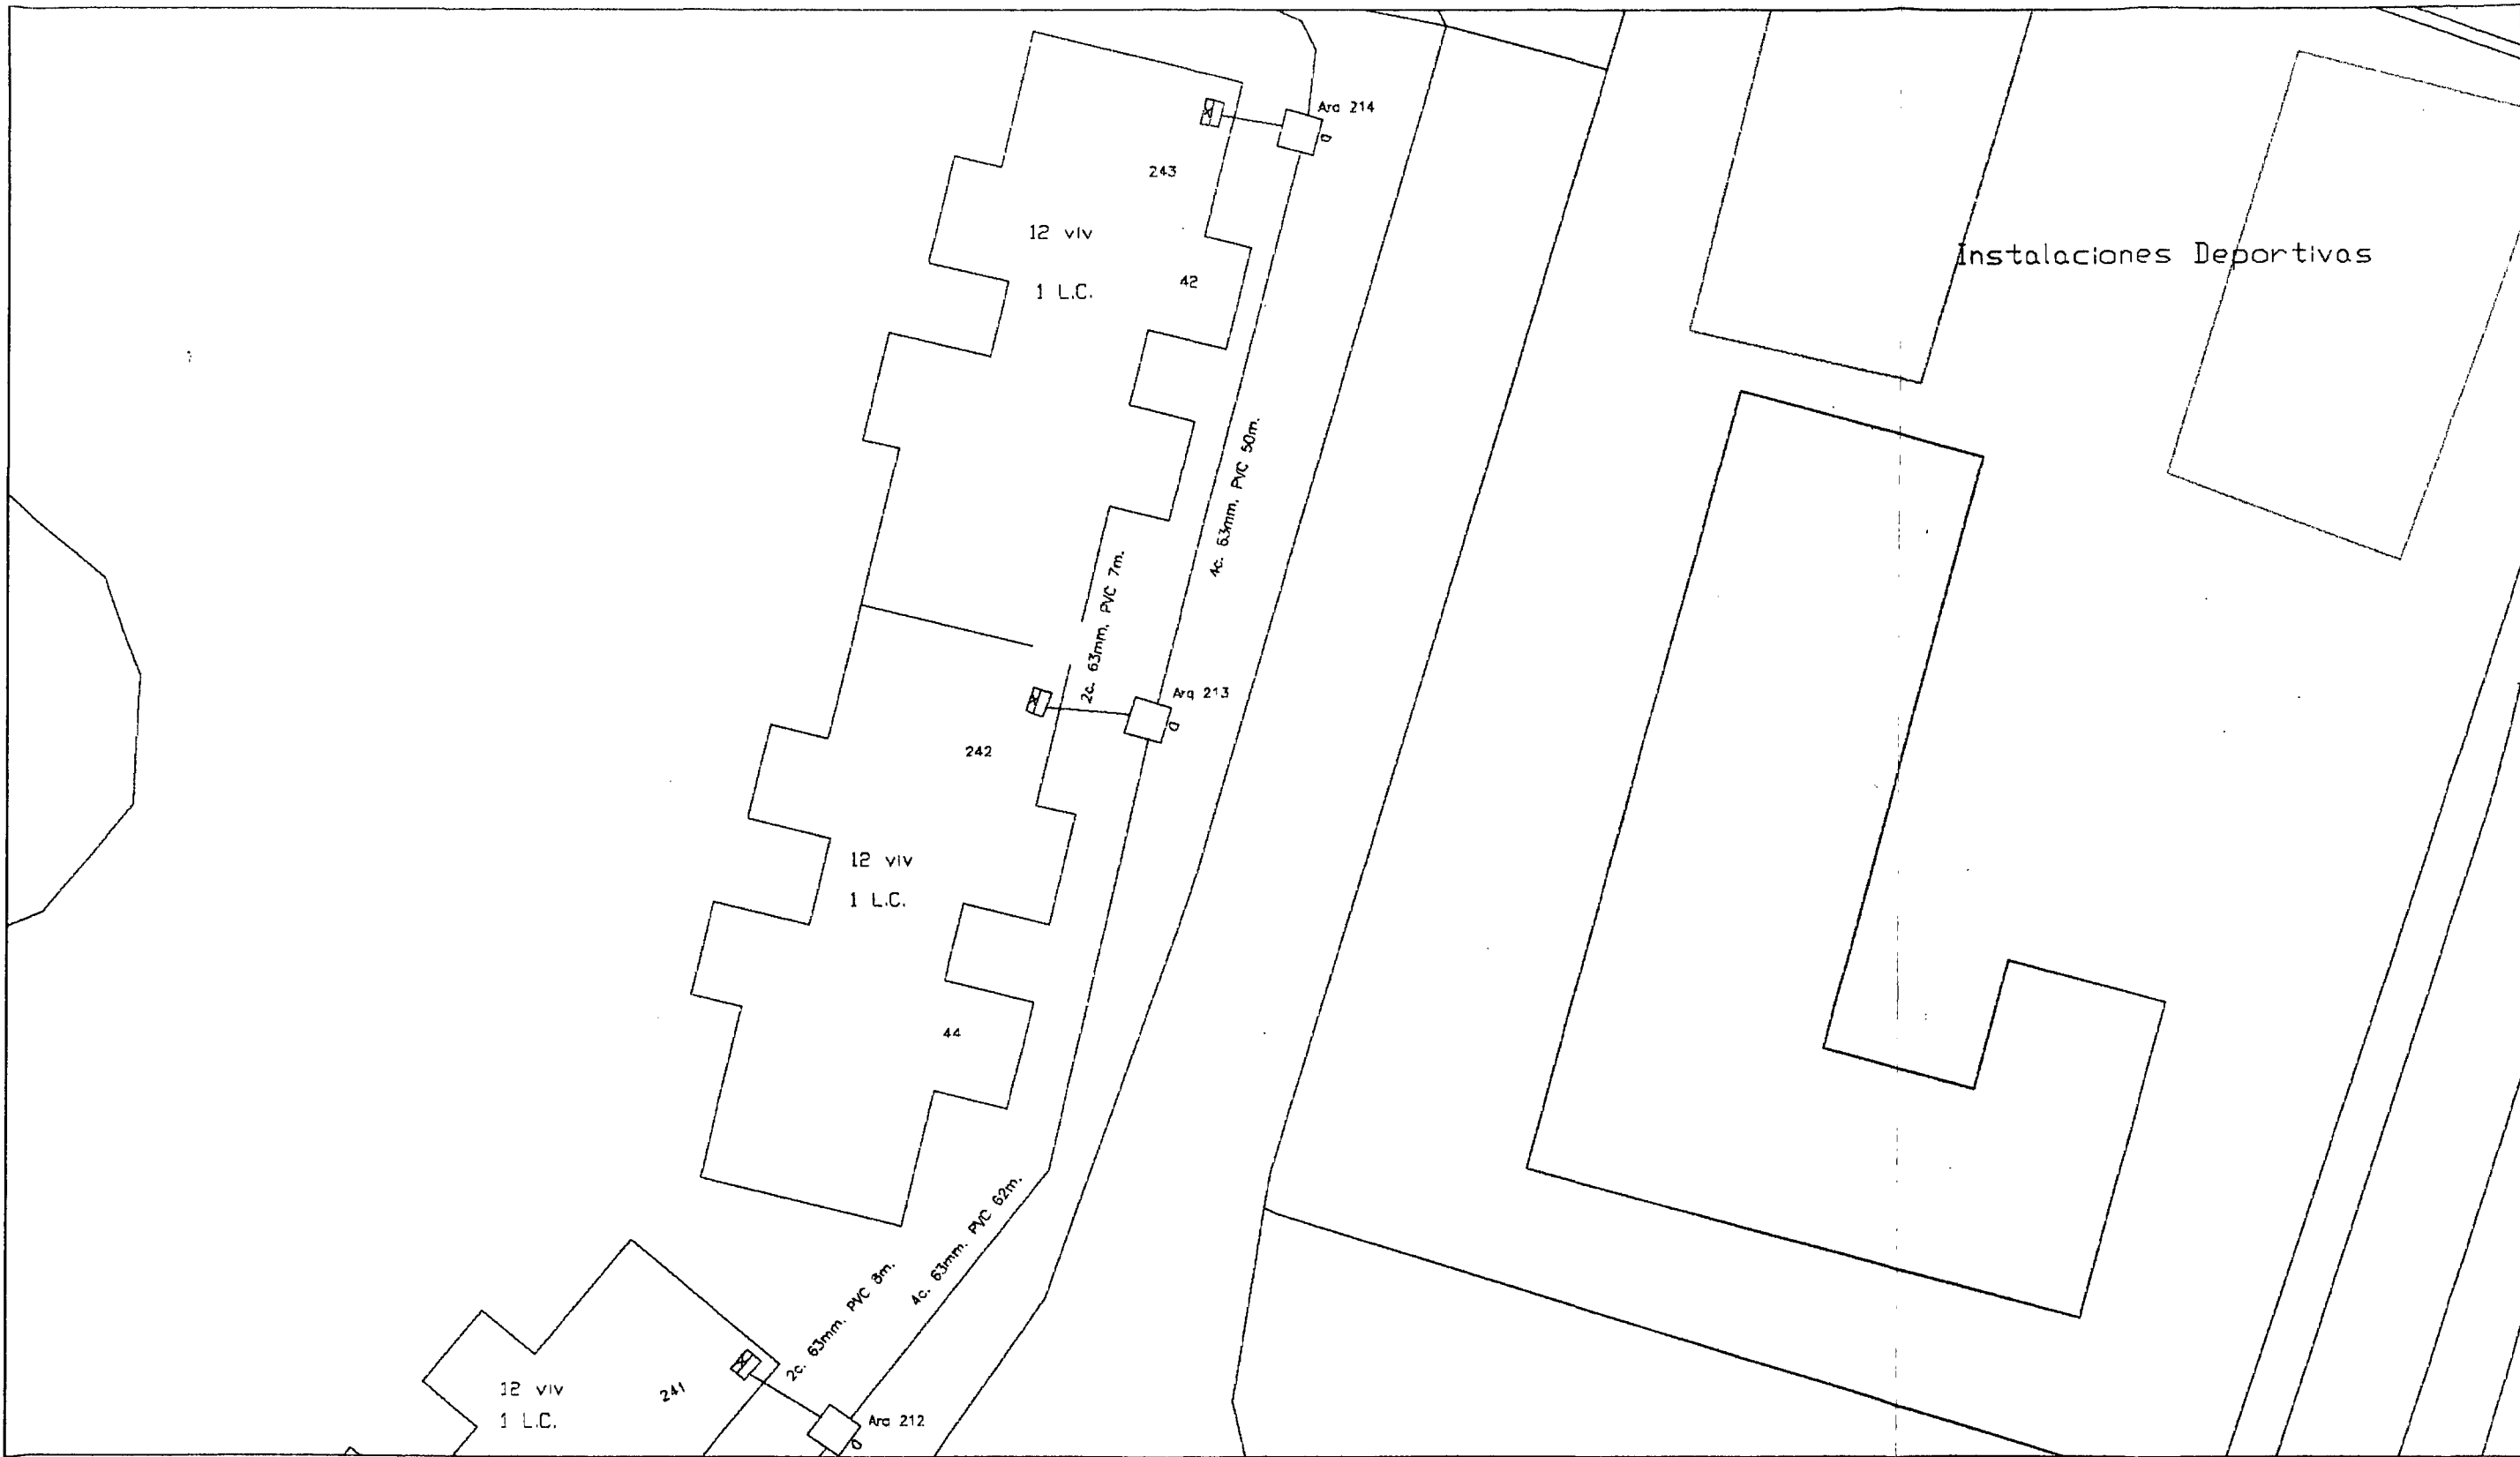 Arq 214
243
12 viv
Instalaciones Deportivas
42
1 L.C.
4c. 63mm. PVC 50m.
2c. 63mm. PVC 7m.
Arq 213
242
12 viv
1 L.C.
44
4c. 63mm. PVC 62m.
2c. 63mm. PVC 8m.
12 viv
241
1 L.C.
Arq 212